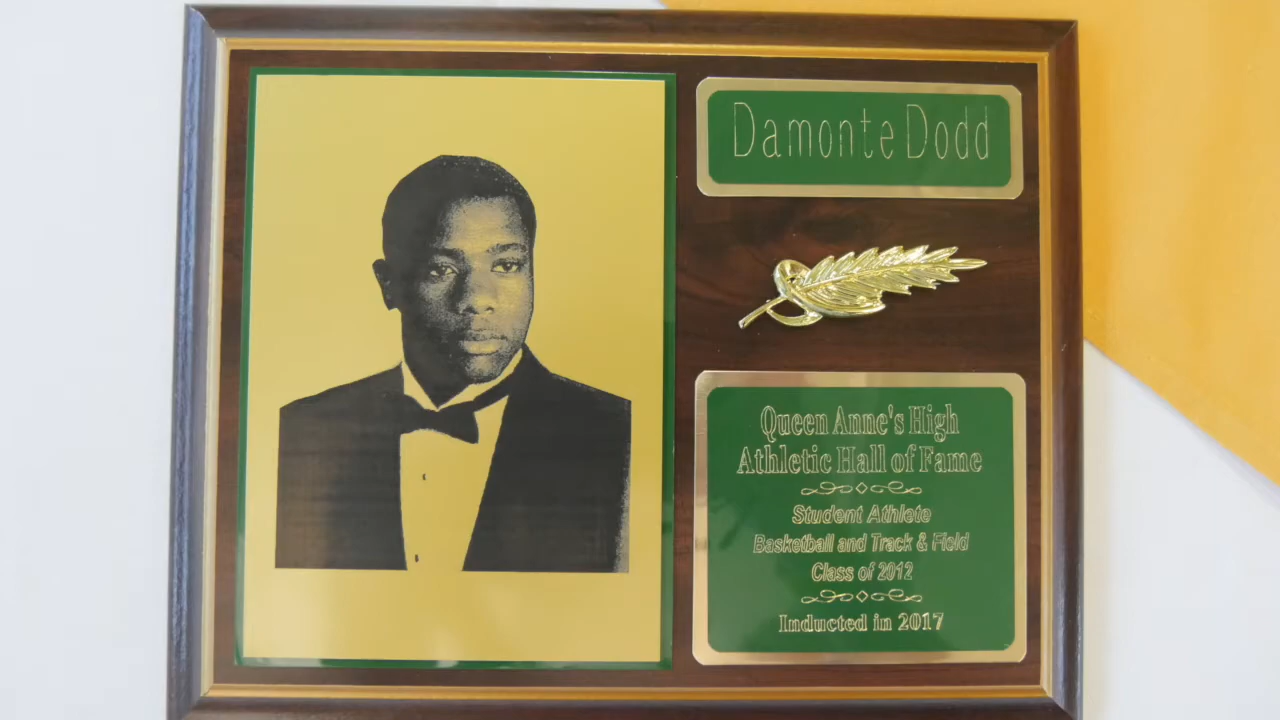 Damonte Dodd
Queen Anne's High
Athletic Hall of Fame
Student Athlete
Basketball and Track & Field
Class of 2012
Inducted in 2017